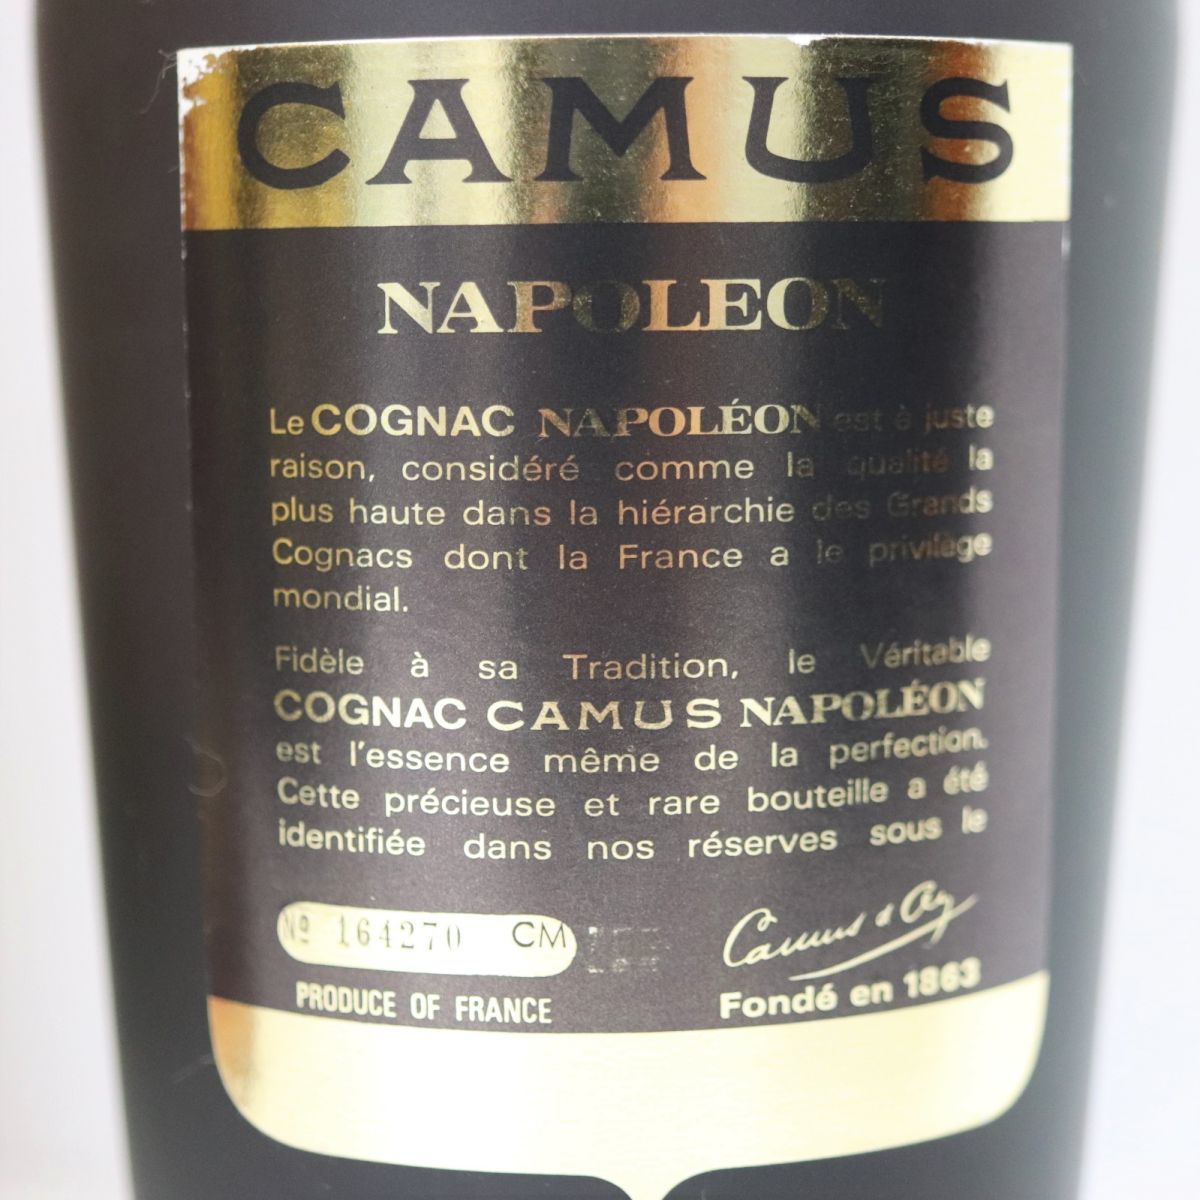 CAMUS
NAPOLEON
Le COGNAC NAPOLÉON est à juste
raison, considéré comme la qualité la
plus haute dans la hiérarchie des Grands
Cognacs dont la France a le privilège
mondial.
Fidèle à sa Tradition, le Véritable
COGNAC CAMUS NAPOLÉON
est l'essence même de la perfection.
Cette précieuse et rare bouteille a été
identifiée dans nos réserves sous le
Nº 164270 CM
Camus & Cie
PRODUCE OF FRANCE
Fondé en 1863